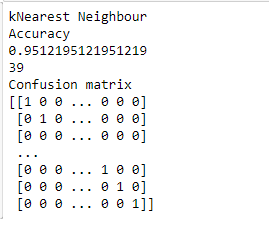 kNearest Neighbour
Accuracy
0.9512195121951219
39
Confusion matrix
[[1 0 0 ... 0 0 0]
 [0 1 0 ... 0 0 0]
 [0 0 0 ... 0 0 0]
 ...
 [0 0 0 ... 1 0 0]
 [0 0 0 ... 0 1 0]
 [0 0 0 ... 0 0 1]]